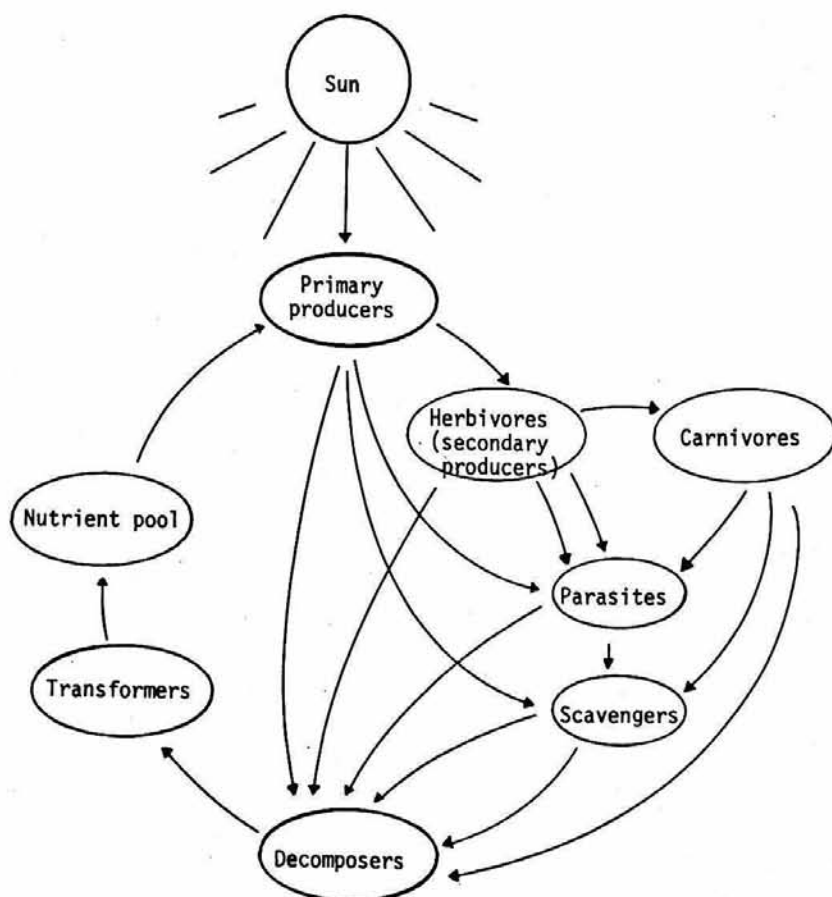 Sun
Primary
producers
Herbivores
(secondary
producers)
Carnivores
Nutrient pool
Parasites
Transformers
Scavengers
Decomposers